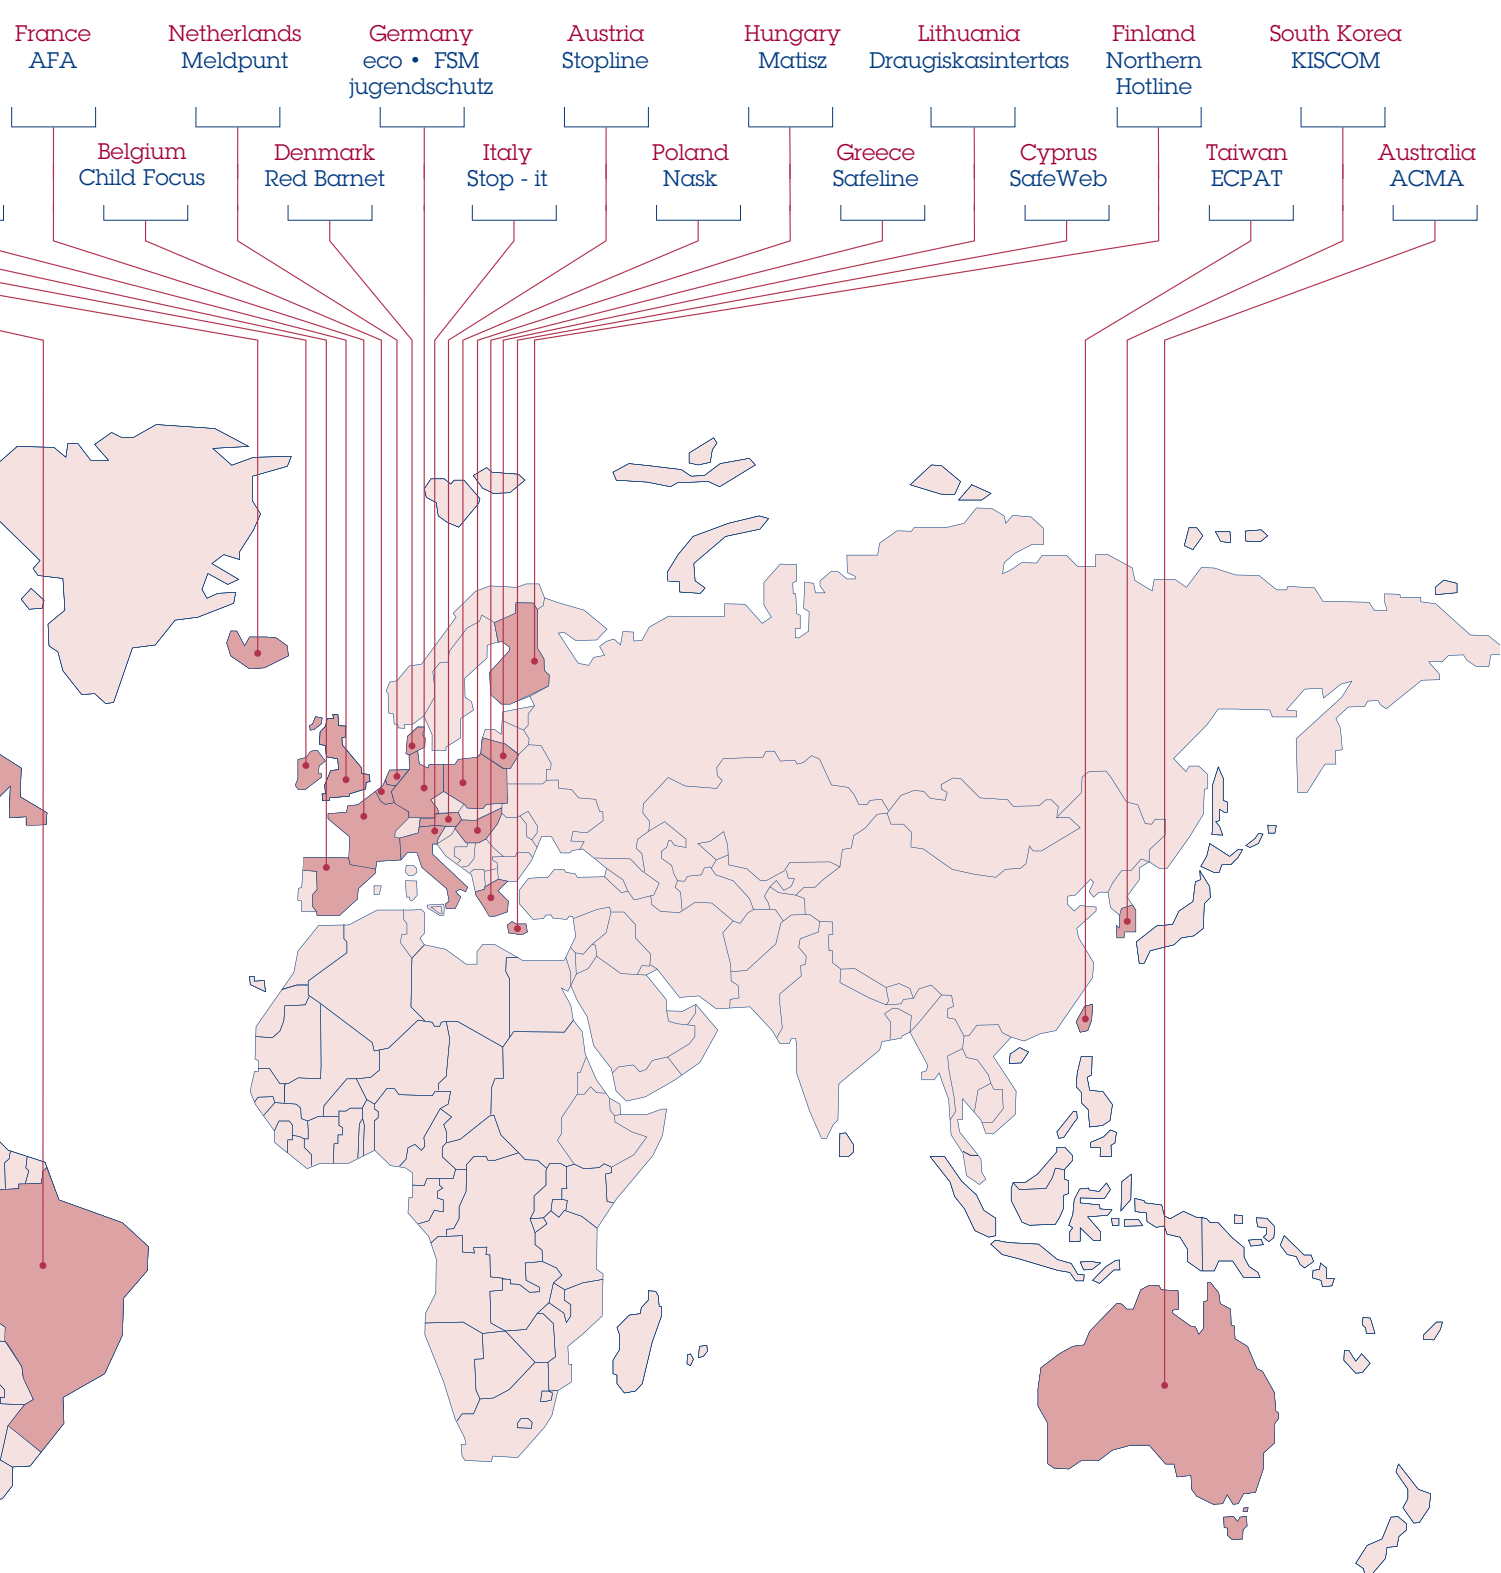 France
AFA
Netherlands
Meldpunt
Germany
eco • FSM
jugendschutz
Austria
Stopline
Hungary
Matisz
Lithuania
Draugiskasintertas
Finland
Northern
Hotline
South Korea
KISCOM
Belgium
Child Focus
Denmark
Red Barnet
Italy
Stop - it
Poland
Nask
Greece
Safeline
Cyprus
SafeWeb
Taiwan
ECPAT
Australia
ACMA